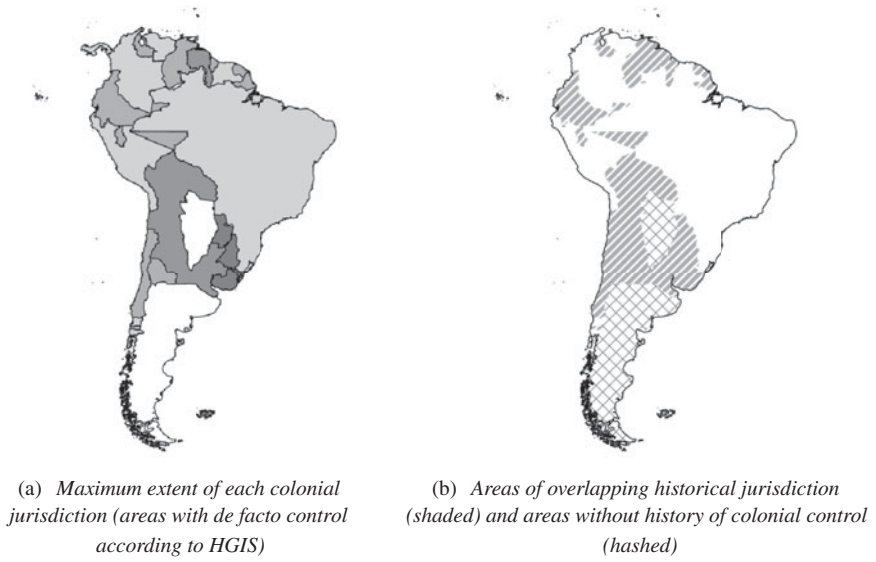 (a) Maximum extent of each colonial
jurisdiction (areas with de facto control
according to HGIS)
(b) Areas of overlapping historical jurisdiction
(shaded) and areas without history of colonial control
(hashed)